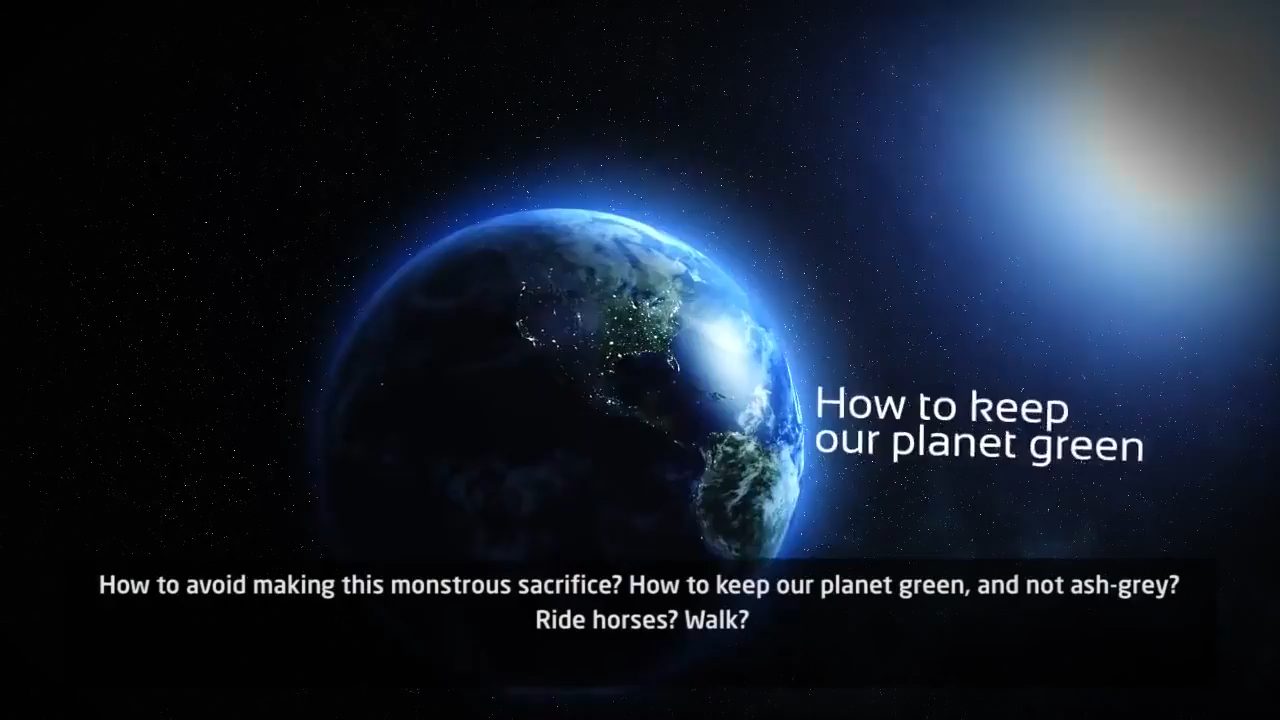 How to keep
our planet green
How to avoid making this monstrous sacrifice? How to keep our planet green, and not ash-grey?
Ride horses? Walk?